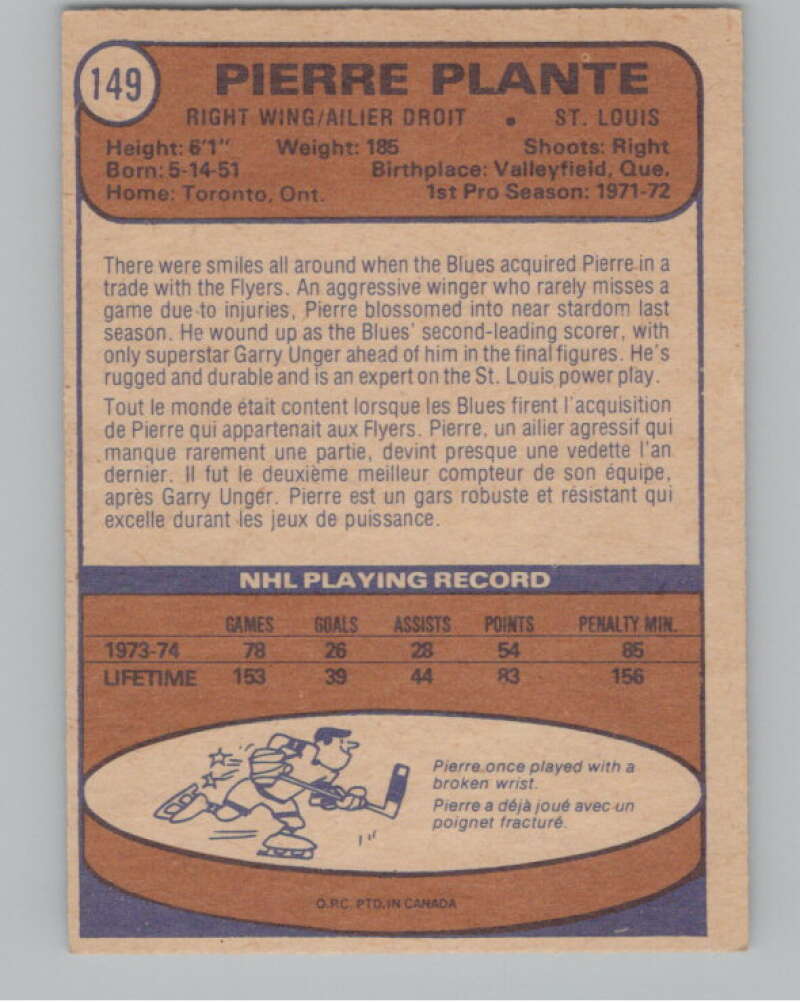 149
PIERRE PLANTE
RIGHT WING/AILIER DROIT • ST. LOUIS
Height: 6'1" Weight: 185 Shoots: Right
Born: 5-14-51 Birthplace: Valleyfield, Que.
Home: Toronto, Ont. 1st Pro Season: 1971-72
There were smiles all around when the Blues acquired Pierre in a
trade with the Flyers. An aggressive winger who rarely misses a
game due to injuries, Pierre blossomed into near stardom last
season. He wound up as the Blues' second-leading scorer, with
only superstar Garry Unger ahead of him in the final figures. He's
rugged and durable and is an expert on the St. Louis power play.
Tout le monde était content lorsque les Blues firent l'acquisition
de Pierre qui appartenait aux Flyers. Pierre, un ailier agressif qui
manque rarement une partie, devint presque une vedette l'an
dernier. Il fut le deuxième meilleur compteur de son équipe,
après Garry Unger. Pierre est un gars robuste et résistant qui
excelle durant les jeux de puissance.
NHL PLAYING RECORD
GAMES GOALS ASSISTS POINTS PENALTY MIN.
1973-74 78 26 28 54 85
LIFETIME 153 39 44 83 156
Pierre once played with a
broken wrist.
Pierre a déjà joué avec un
poignet fracturé.
O.P.C. PTD. IN CANADA